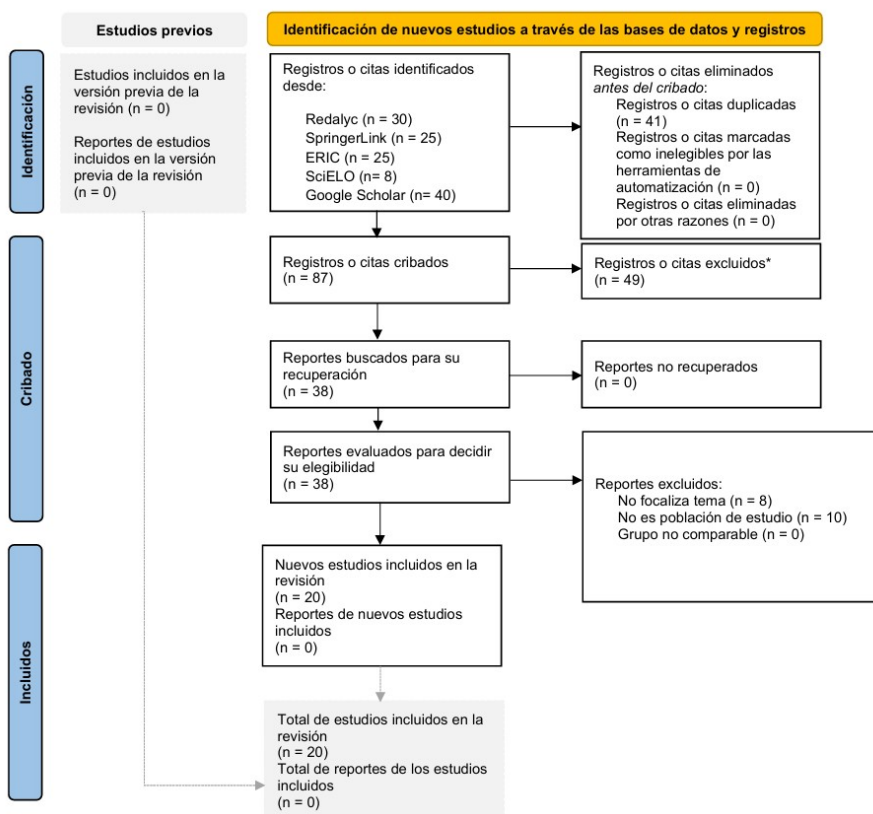 Estudios previos
Identificación de nuevos estudios a través de las bases de datos y registros
Identificación
Estudios incluidos en la
versión previa de la
revisión (n = 0)
Reportes de estudios
incluidos en la versión
previa de la revisión
(n = 0)
Registros o citas identificados
desde:
Redalyc (n = 30)
SpringerLink (n = 25)
ERIC (n = 25)
SciELO (n = 8)
Google Scholar (n= 40)
Registros o citas eliminados
antes del cribado:
Registros o citas duplicadas
(n = 41)
Registros o citas marcadas
como inelegibles por las
herramientas de
automatización (n = 0)
Registros o citas eliminadas
por otras razones (n = 0)
Cribado
Registros o citas cribados
(n = 87)
Registros o citas excluidos*
(n = 49)
Reportes buscados para su
recuperación
(n = 38)
Reportes no recuperados
(n = 0)
Reportes evaluados para decidir
su elegibilidad
(n = 38)
Reportes excluidos:
No focaliza tema (n = 8)
No es población de estudio (n = 10)
Grupo no comparable (n = 0)
Incluidos
Nuevos estudios incluidos en la
revisión
(n = 20)
Reportes de nuevos estudios
incluidos
(n = 0)
Total de estudios incluidos en la
revisión
(n = 20)
Total de reportes de los estudios
incluidos
(n = 0)